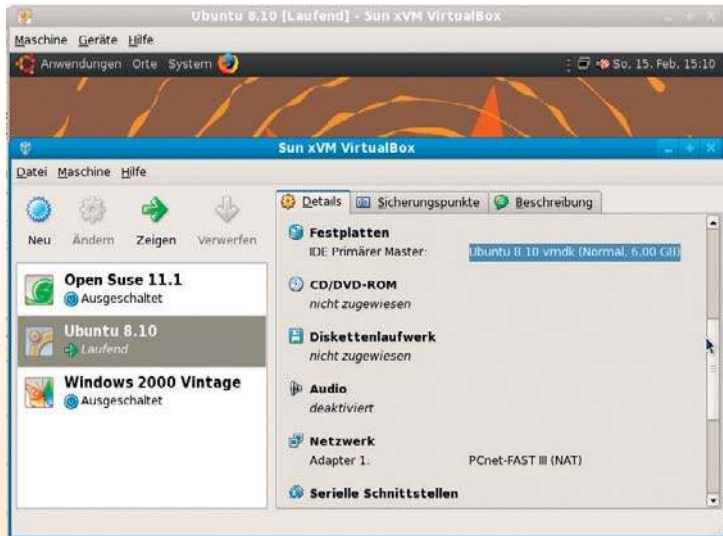 Ubuntu 8.10 [Laufend] - Sun xVM VirtualBox
Maschine Geräte Hilfe
Anwendungen Orte System So, 15. Feb, 15:10
Sun xVM VirtualBox
Datei Maschine Hilfe
Neu Ändern Zeigen Verwerfen
Open Suse 11.1
Ausgeschaltet
Ubuntu 8.10
Laufend
Windows 2000 Vintage
Ausgeschaltet
Details Sicherungspunkte Beschreibung
Festplatten
IDE Primärer Master: Ubuntu 8 10 vmdk (Normal, 6,00 GB)
CD/DVD-ROM
nicht zugewiesen
Diskettenlaufwerk
nicht zugewiesen
Audio
deaktiviert
Netzwerk
Adapter 1: PCnet-FAST III (NAT)
Serielle Schnittstellen